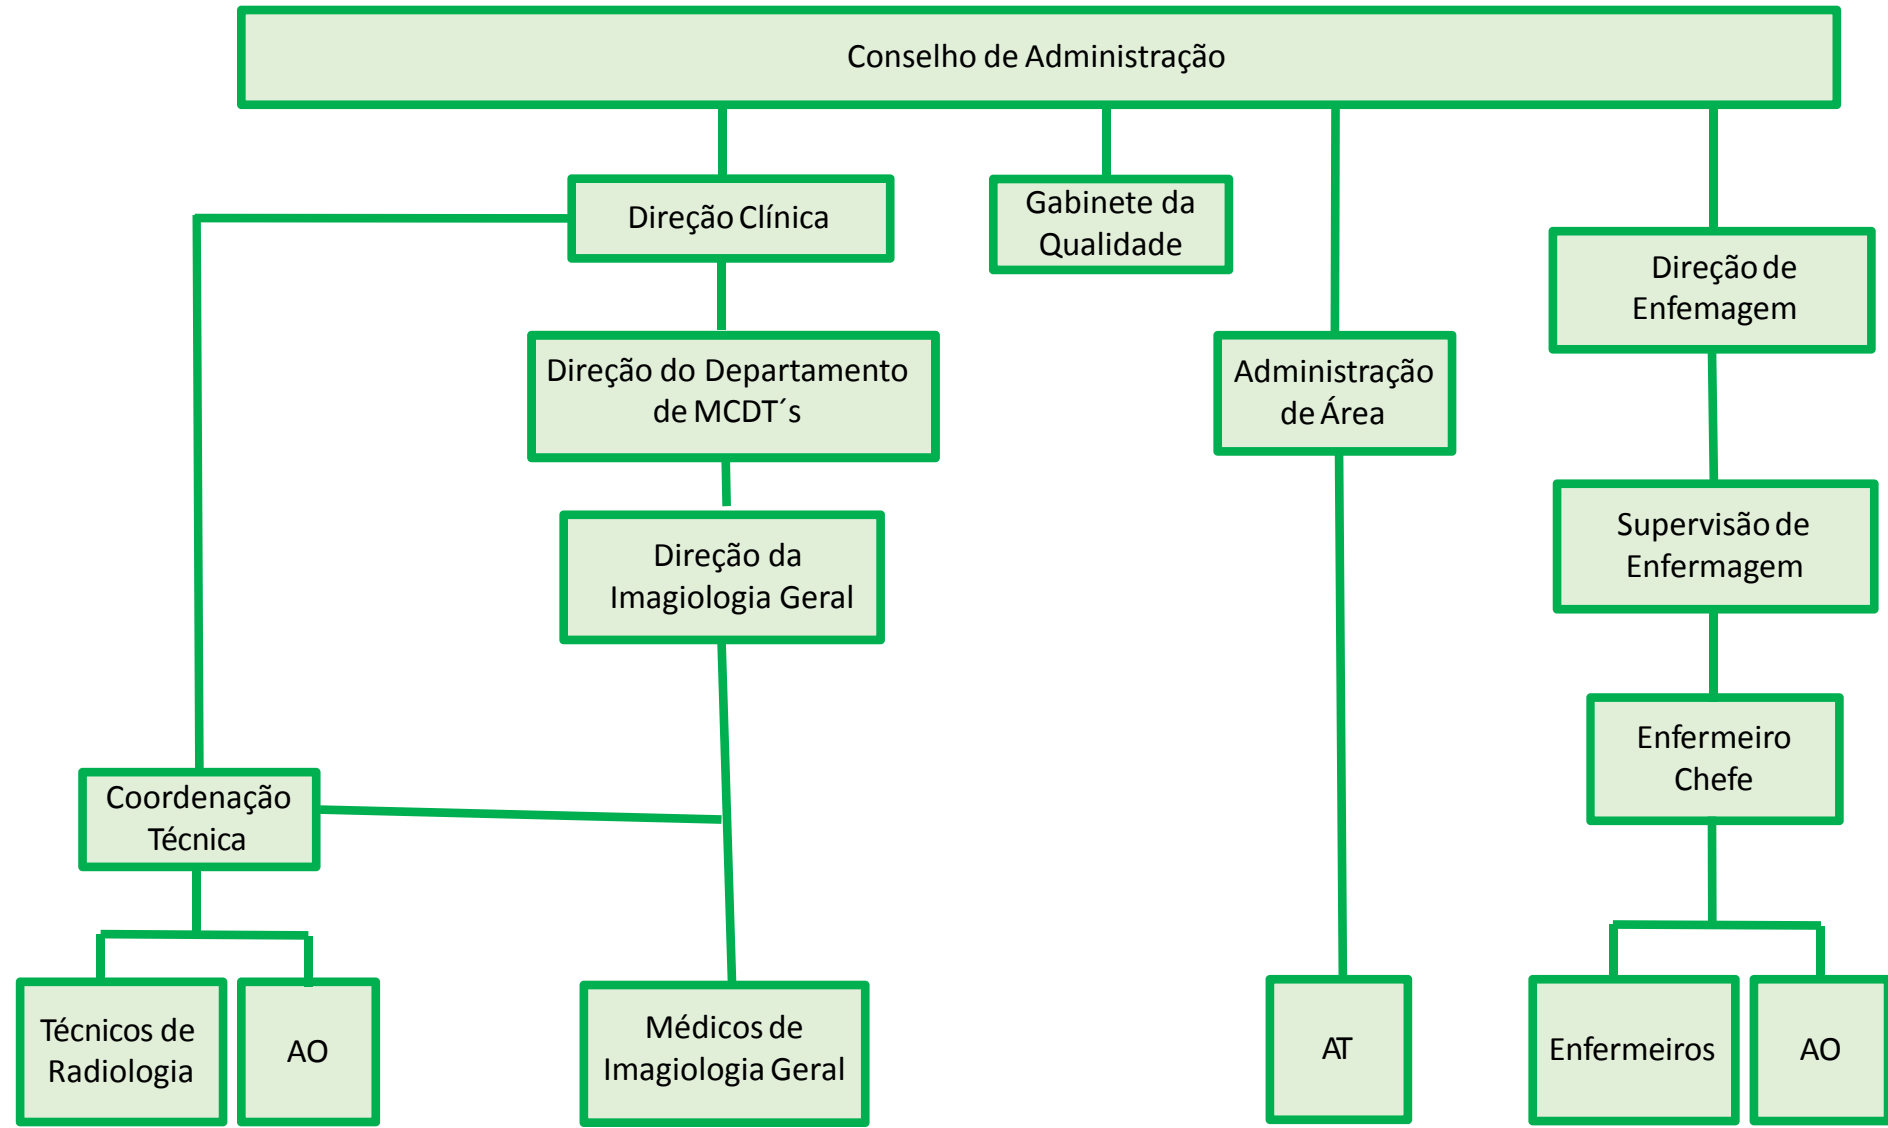 Conselho de Administração
Direção Clínica
Gabinete da
Qualidade
Direção de
Enfemagem
Direção do Departamento
de MCDT´s
Administração
de Área
Direção da
Imagiologia Geral
Supervisão de
Enfermagem
Enfermeiro
Chefe
Coordenação
Técnica
Técnicos de
Radiologia
AO
Médicos de
Imagiologia Geral
AT
Enfermeiros
AO